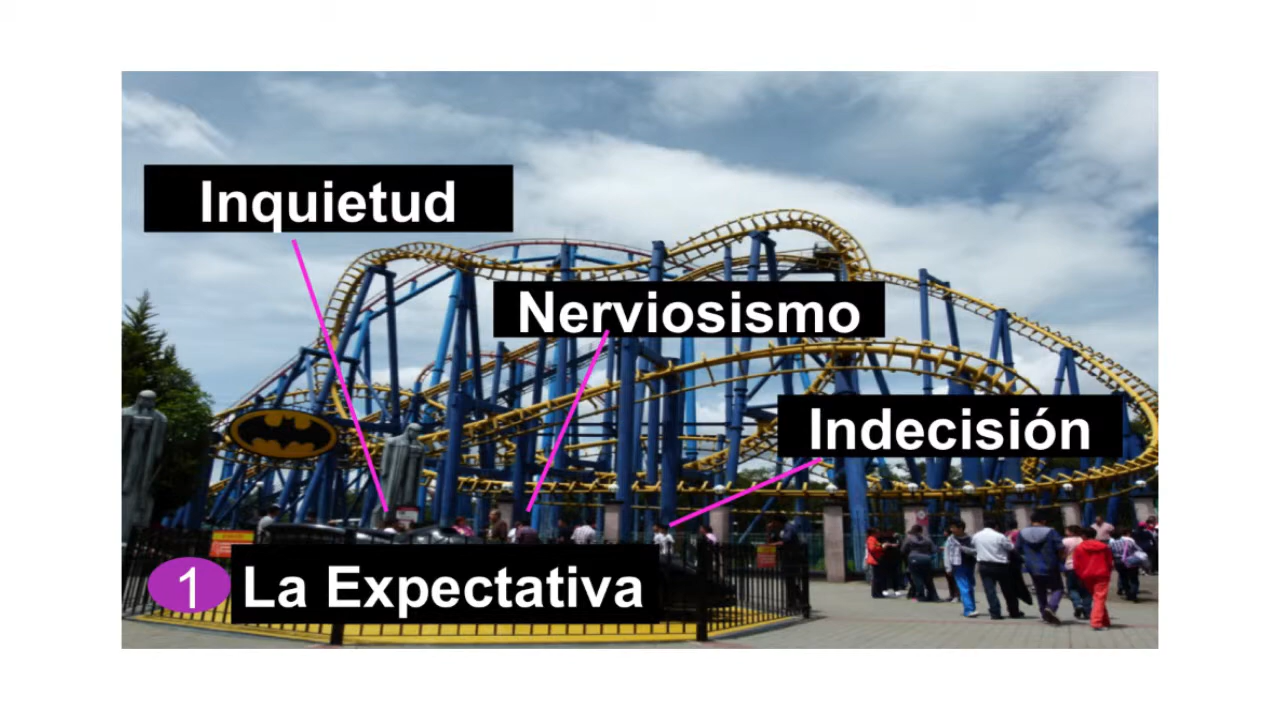 Inquietud
Nerviosismo
Indecisión
1 La Expectativa